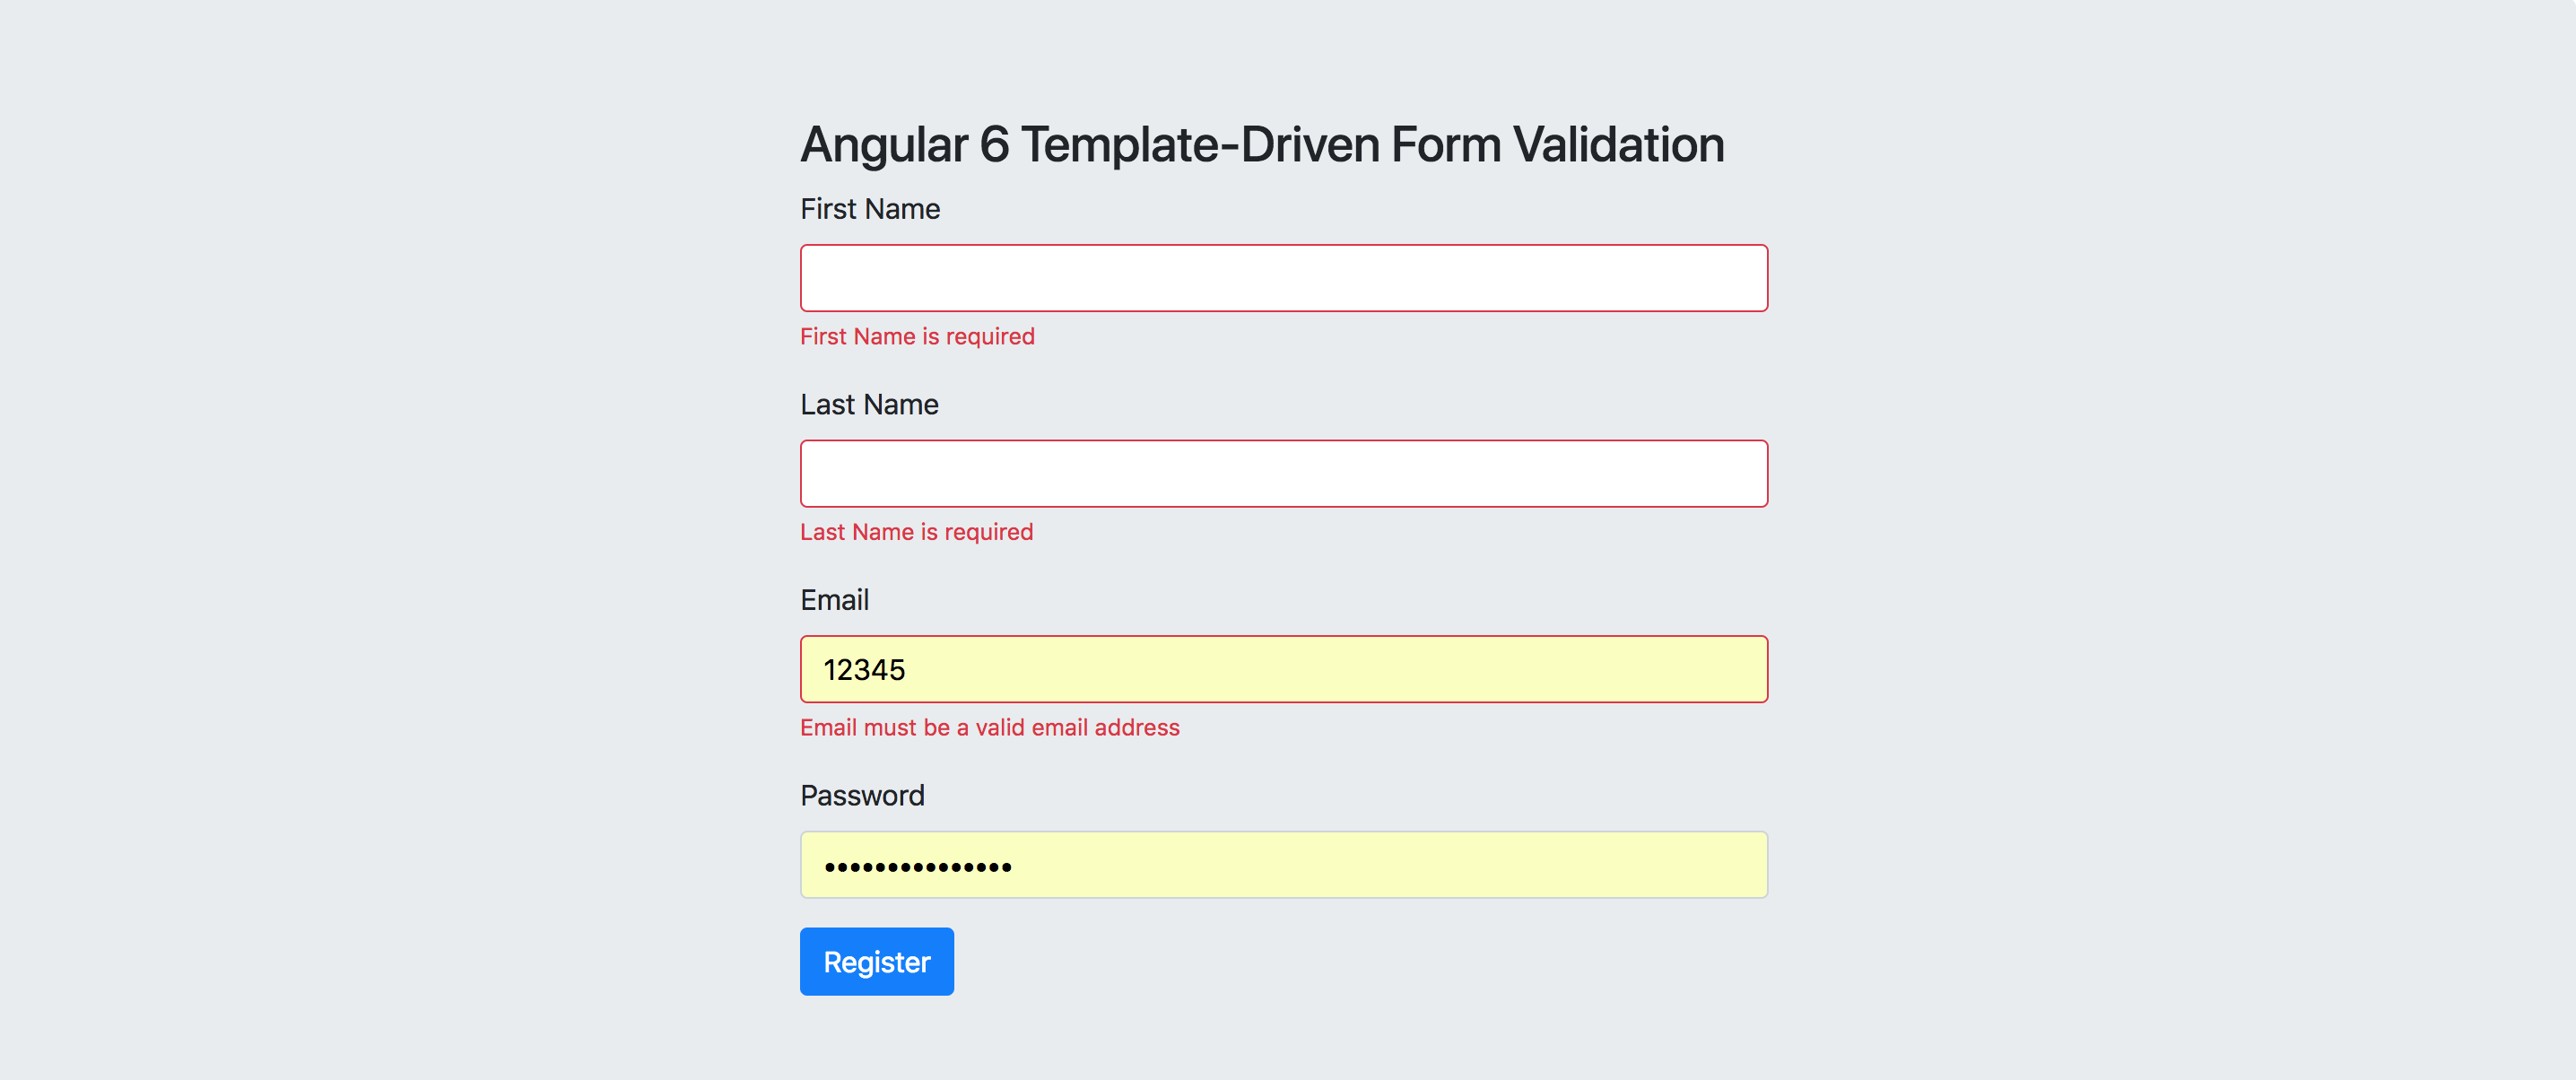 Angular 6 Template-Driven Form Validation
First Name
First Name is required
Last Name
Last Name is required
Email
12345
Email must be a valid email address
Password
•••••••••••••••
Register